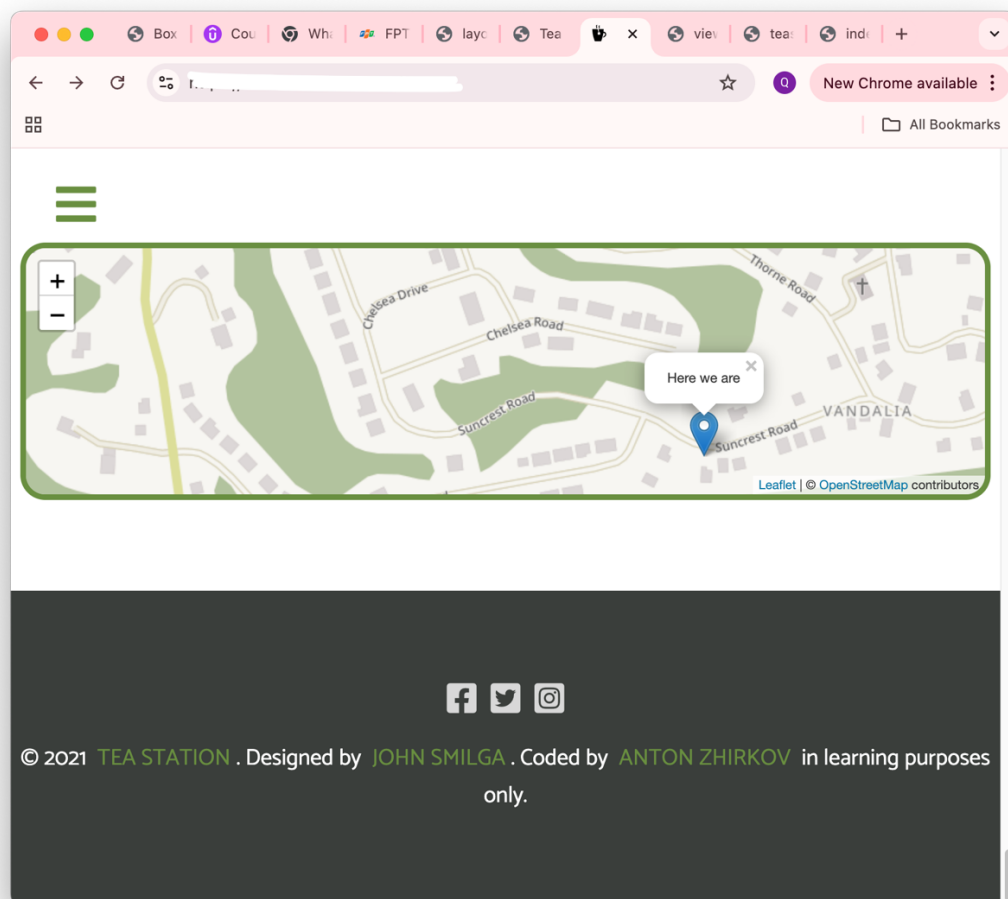 Box
Cou
Wha
FPT
layo
Tea
×
viev
tea
inde
+
Q
New Chrome available
All Bookmarks
+
−
Chelsea Drive
Chelsea Road
Thorne Road
Here we are ×
Suncrest Road
Suncrest Road
VANDALIA
Leaflet | © OpenStreetMap contributors
© 2021 TEA STATION . Designed by JOHN SMILGA . Coded by ANTON ZHIRKOV in learning purposes
only.